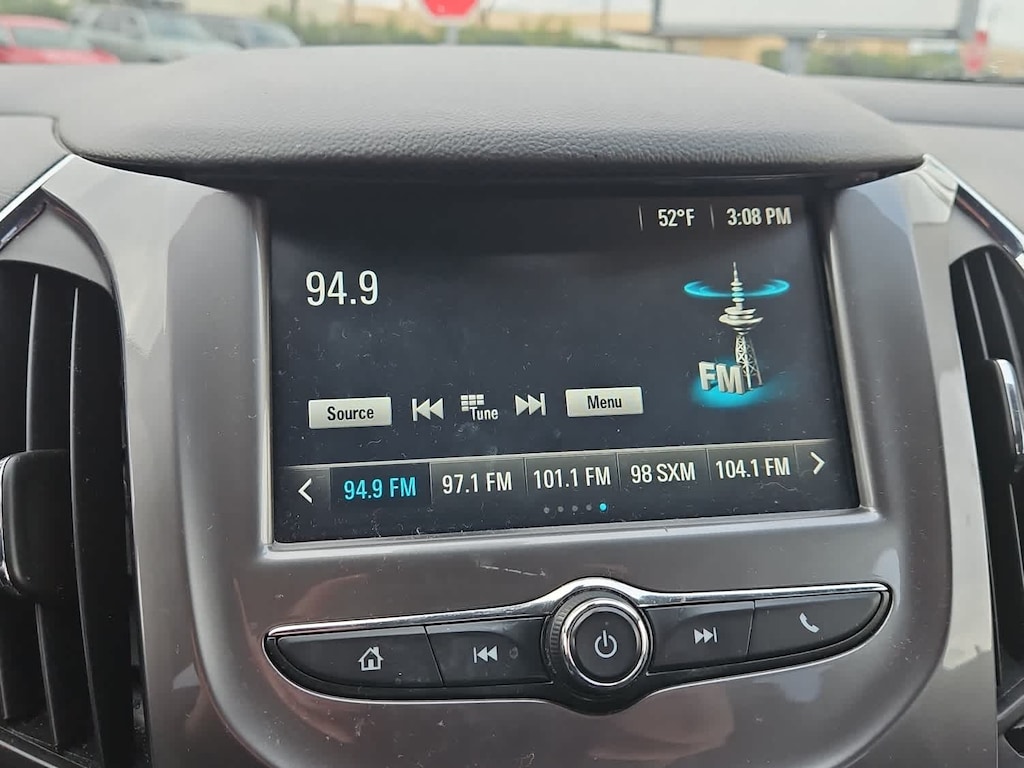 52°F 3:08 PM
94.9
FM
Source Tune Menu
94.9 FM 97.1 FM 101.1 FM 98 SXM 104.1 FM